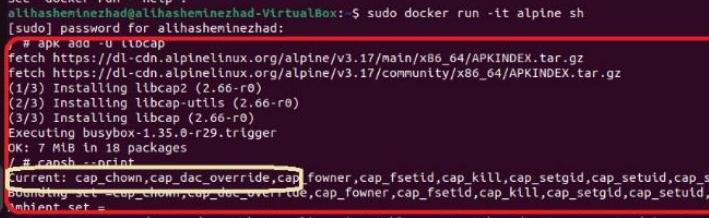 See 'docker run --help'.
alihasheminezhad@alihasheminezhad-VirtualBox:~$ sudo docker run -it alpine sh
[sudo] password for alihasheminezhad:
/ # apk add -U libcap
fetch https://dl-cdn.alpinelinux.org/alpine/v3.17/main/x86_64/APKINDEX.tar.gz
fetch https://dl-cdn.alpinelinux.org/alpine/v3.17/community/x86_64/APKINDEX.tar.gz
(1/3) Installing libcap2 (2.66-r0)
(2/3) Installing libcap-utils (2.66-r0)
(3/3) Installing libcap (2.66-r0)
Executing busybox-1.35.0-r29.trigger
OK: 7 MiB in 18 packages
/ # capsh --print
Current: cap_chown,cap_dac_override,cap_fowner,cap_fsetid,cap_kill,cap_setgid,cap_setuid,cap_s
Bounding set =cap_chown,cap_dac_override,cap_fowner,cap_fsetid,cap_kill,cap_setgid,cap_setuid,
Ambient set =